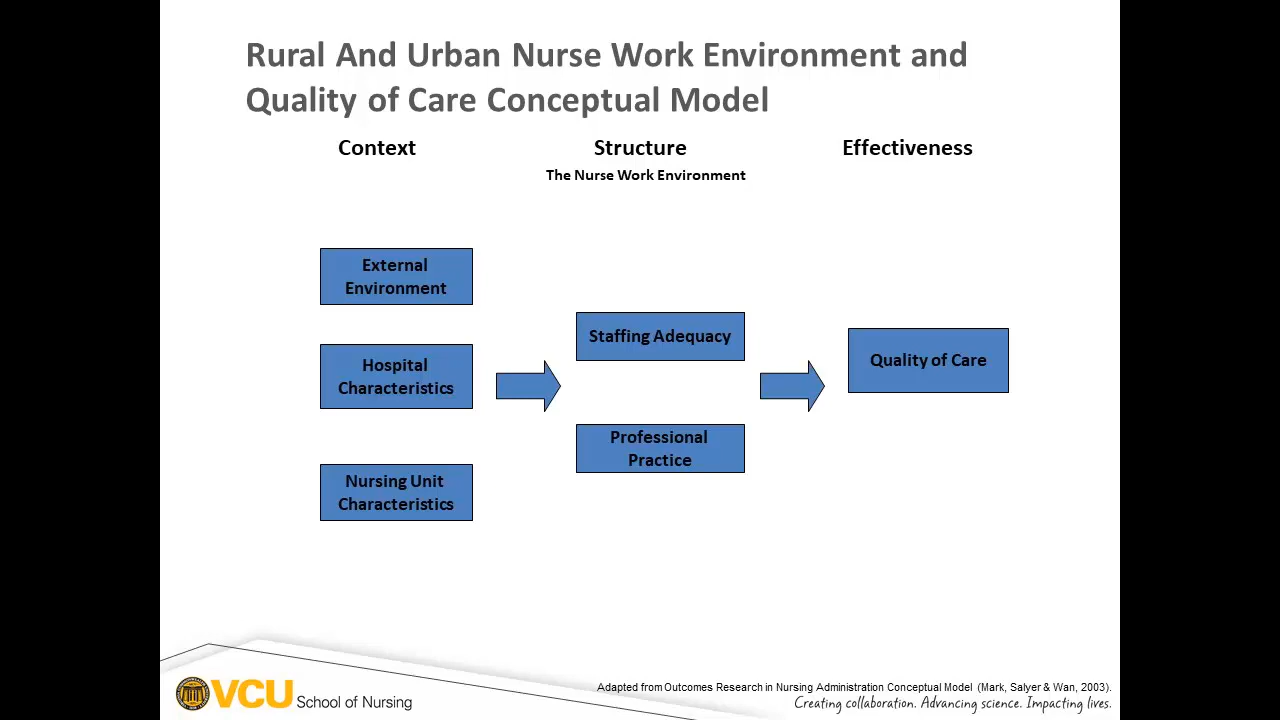 Rural And Urban Nurse Work Environment and
Quality of Care Conceptual Model
Context
Structure
Effectiveness
The Nurse Work Environment
External
Environment
Hospital
Characteristics
Nursing Unit
Characteristics
Staffing Adequacy
Professional
Practice
Quality of Care
VCU School of Nursing
Adapted from Outcomes Research in Nursing Administration Conceptual Model (Mark, Salyer & Wan, 2003).
Creating collaboration. Advancing science. Impacting lives.